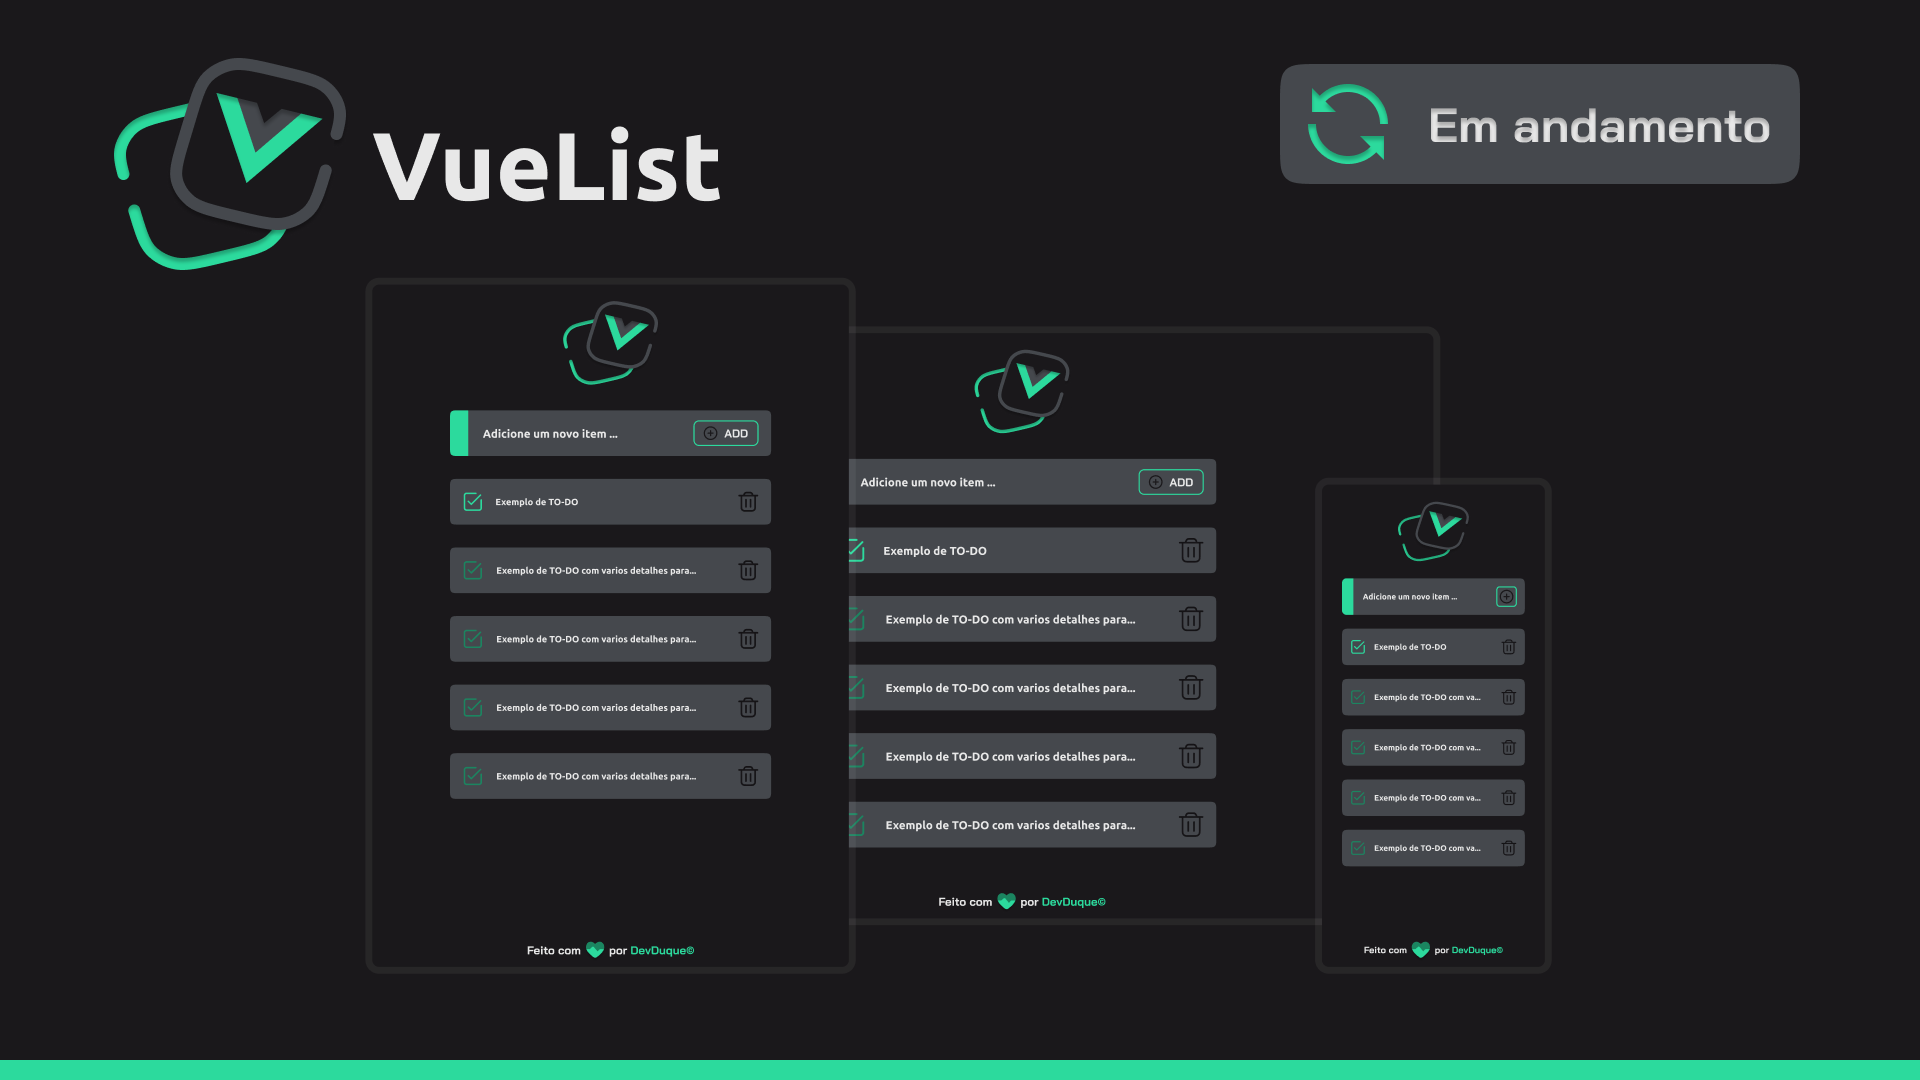 VueList
Em andamento
Adicione um novo item ...
ADD
Exemplo de TO-DO
Exemplo de TO-DO com varios detalhes para...
Exemplo de TO-DO com varios detalhes para...
Exemplo de TO-DO com varios detalhes para...
Exemplo de TO-DO com varios detalhes para...
Feito com por DevDuque©
Adicione um novo item ...
ADD
Exemplo de TO-DO
Exemplo de TO-DO com varios detalhes para...
Exemplo de TO-DO com varios detalhes para...
Exemplo de TO-DO com varios detalhes para...
Exemplo de TO-DO com varios detalhes para...
Feito com por DevDuque©
Adicione um novo item ...
Exemplo de TO-DO
Exemplo de TO-DO com va...
Exemplo de TO-DO com va...
Exemplo de TO-DO com va...
Exemplo de TO-DO com va...
Feito com por DevDuque©